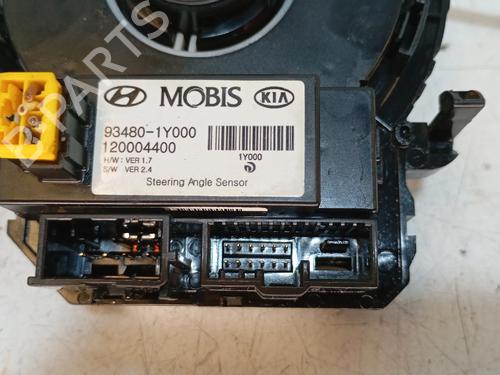 MOBIS KIA
93480-1Y000
120004400
H/W : VER 1.7
S/W  VER 2.4
1Y000
Steering Angle Sensor
B PARTS